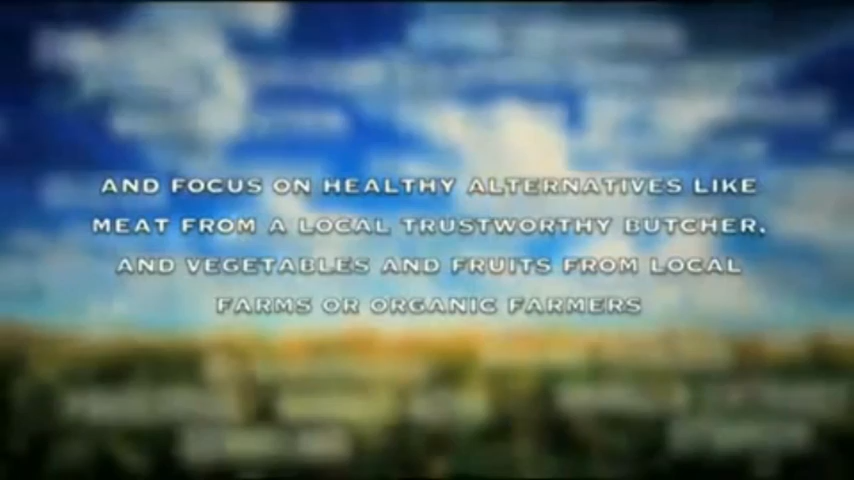 AND FOCUS ON HEALTHY ALTERNATIVES LIKE
MEAT FROM A LOCAL TRUSTWORTHY BUTCHER,
AND VEGETABLES AND FRUITS FROM LOCAL
FARMS OR ORGANIC FARMERS